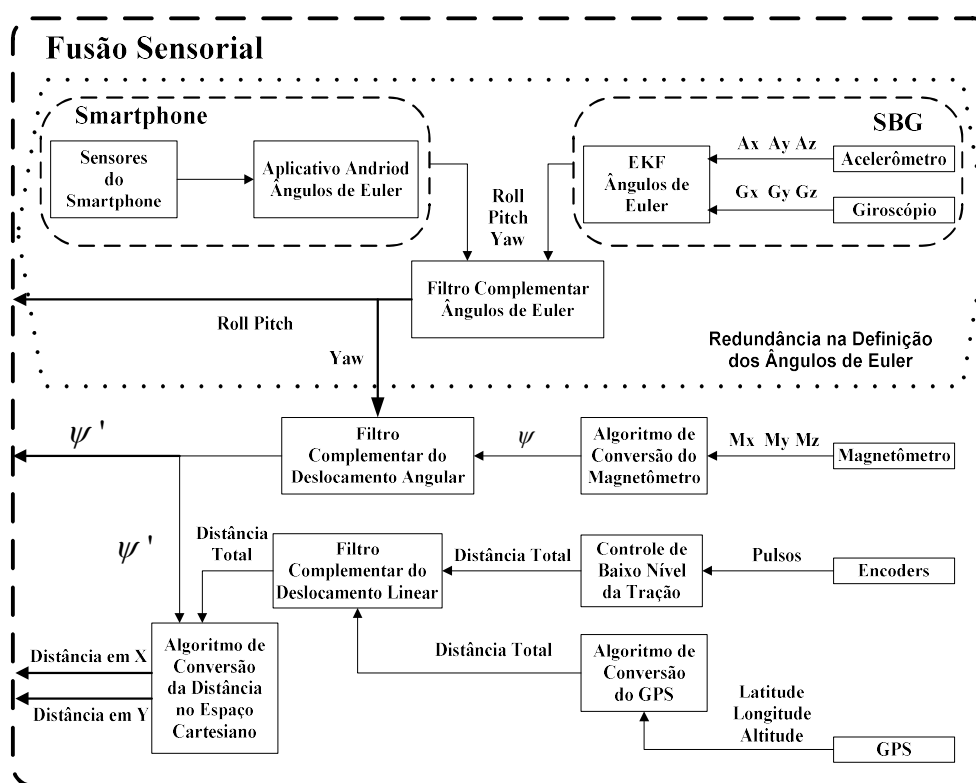 Fusão Sensorial
Smartphone
Sensores
do
Smartphone
Aplicativo Andriod
Ângulos de Euler
SBG
EKF
Ângulos de
Euler
Ax Ay Az
Acelerômetro
Gx Gy Gz
Giroscópio
Roll
Pitch
Yaw
Filtro Complementar
Ângulos de Euler
Roll Pitch
Yaw
Redundância na Definição
dos Ângulos de Euler
ψ'
Filtro
Complementar do
Deslocamento Angular
ψ
Algoritmo de
Conversão do
Magnetômetro
Mx My Mz
Magnetômetro
ψ'
Distância
Total
Filtro
Complementar do
Deslocamento Linear
Distância Total
Controle de
Baixo Nível
da Tração
Pulsos
Encoders
Distância em X
Distância em Y
Algoritmo de
Conversão
da Distância
no Espaço
Cartesiano
Distância Total
Algoritmo de
Conversão
do GPS
Latitude
Longitude
Altitude
GPS